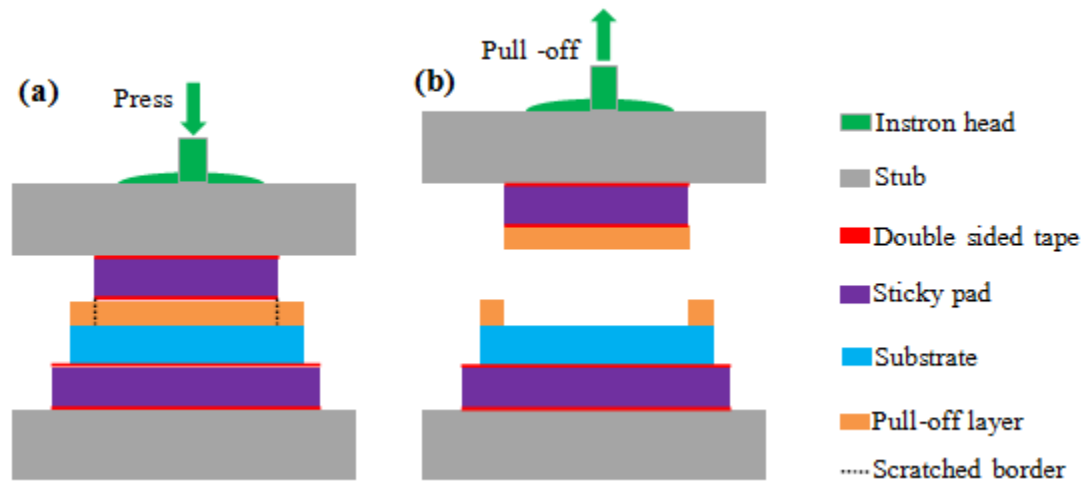 (a)
Press
(b)
Pull -off
Instron head
Stub
Double sided tape
Sticky pad
Substrate
Pull-off layer
Scratched border